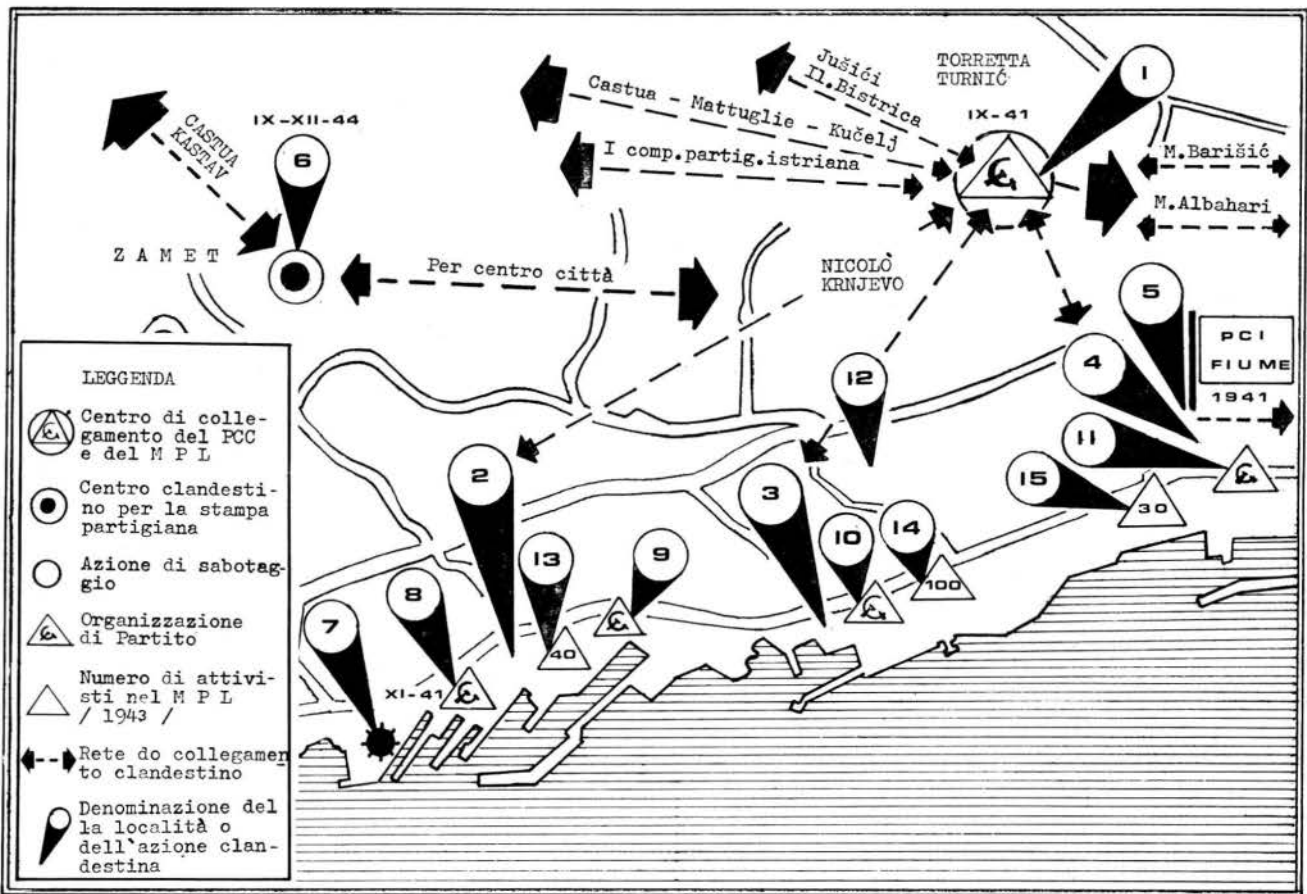 IX-XII-44
6
CASTUA
KASTAV
Z A M E T
Per centro città
Castua - Mattuglie - Kučelj
Jušići
Il.Bistrica
I comp.partig.istriana
TORRETTA
TURNIĆ
IX-41
1
M.Barišić
M.Albahari
NICOLÒ
KRNJEVO
5
PCI
FIUME
1941
4
12
11
15
30
2
3
13
9
10
14
100
8
40
7
XI-41
LEGGENDA
Centro di colle-
gamento del PCC
e del M P L
Centro clandesti-
no per la stampa
partigiana
Azione di sabotag-
gio
Organizzazione
di Partito
Numero di attivi-
sti nel M P L
/ 1943 /
Rete do collegamen
to clandestino
Denominazione del
la località o
dell'azione clan-
destina